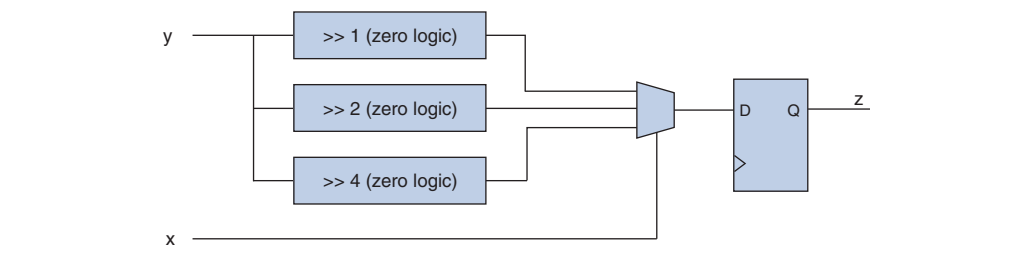 y
>> 1 (zero logic)
>> 2 (zero logic)
>> 4 (zero logic)
x
D
Q
z